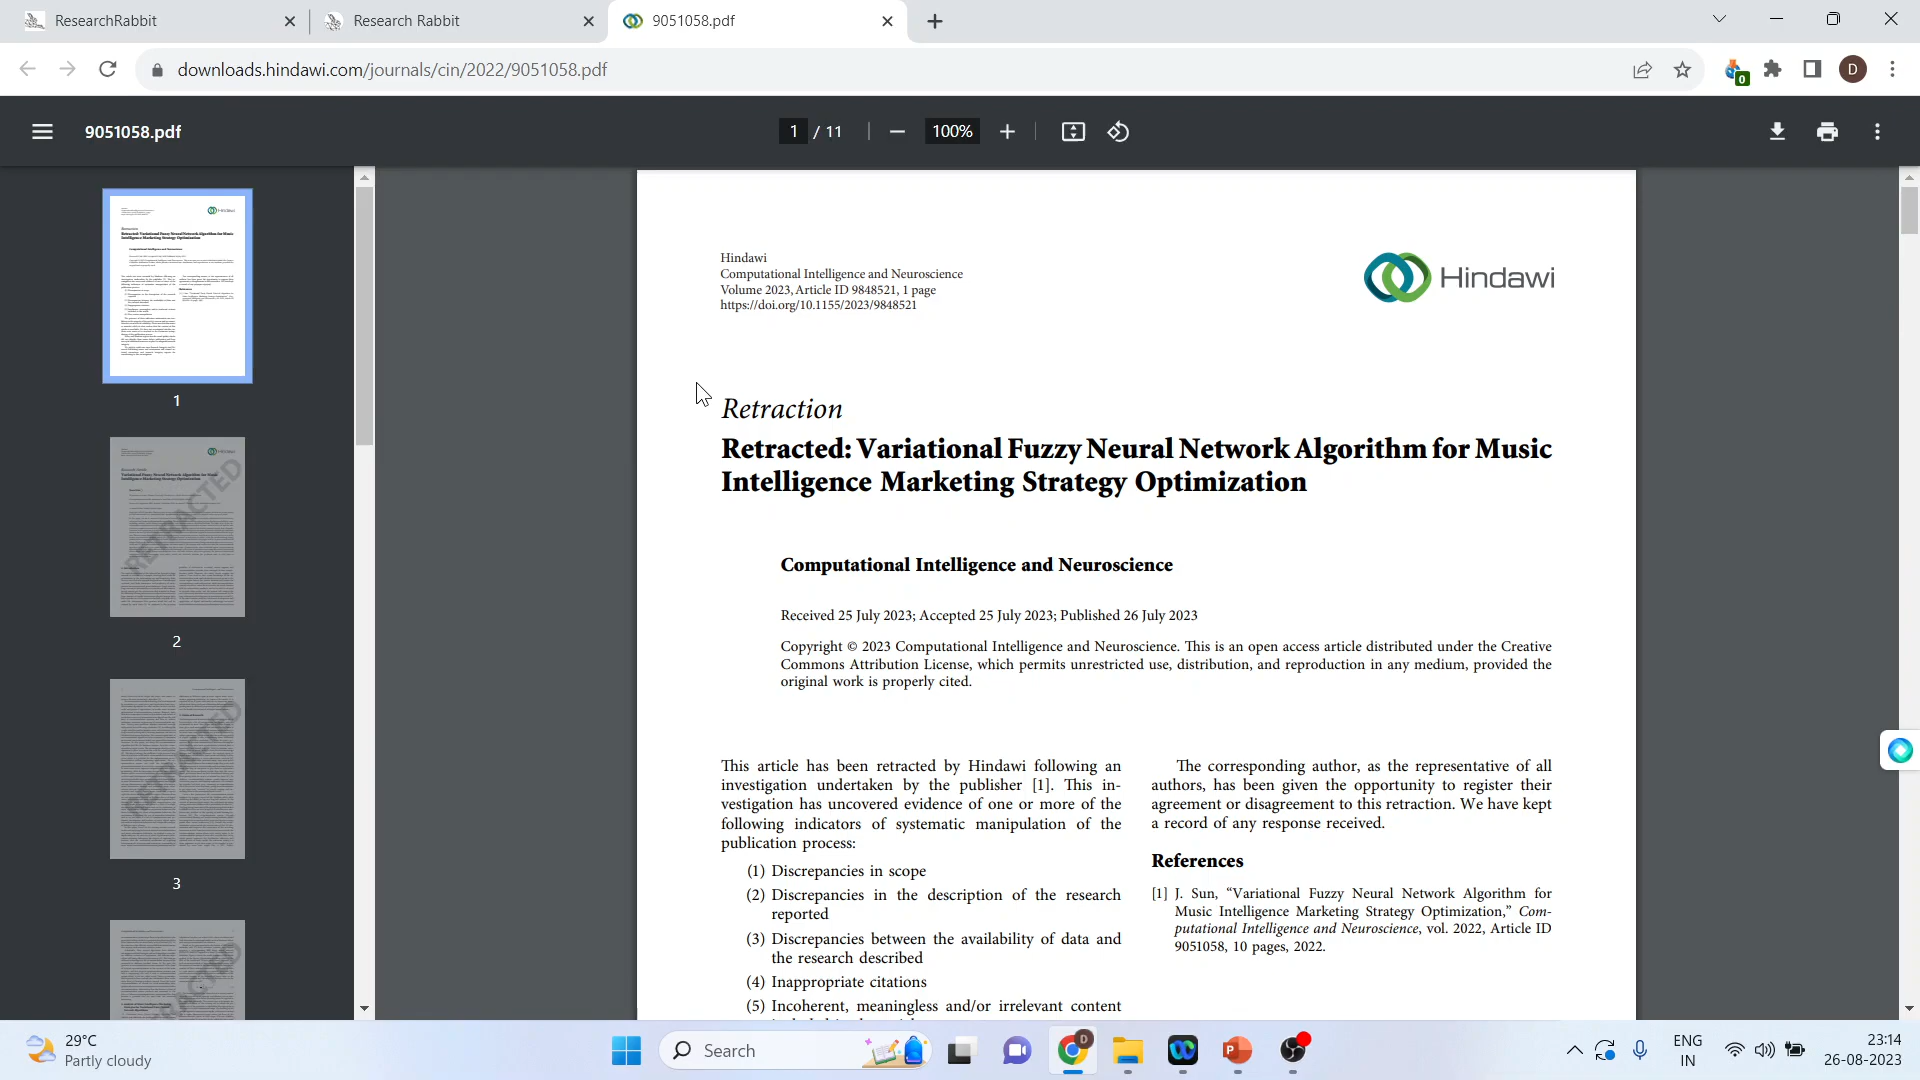 ResearchRabbit
Research Rabbit
9051058.pdf
downloads.hindawi.com/journals/cin/2022/9051058.pdf
0
D
9051058.pdf
1 / 11
100%
1
RETRACTED
2
RETRACTED
3
Hindawi
Computational Intelligence and Neuroscience
Volume 2023, Article ID 9848521, 1 page
https://doi.org/10.1155/2023/9848521
Hindawi
Retraction
Retracted: Variational Fuzzy Neural Network Algorithm for Music
Intelligence Marketing Strategy Optimization
Computational Intelligence and Neuroscience
Received 25 July 2023; Accepted 25 July 2023; Published 26 July 2023
Copyright © 2023 Computational Intelligence and Neuroscience. This is an open access article distributed under the Creative
Commons Attribution License, which permits unrestricted use, distribution, and reproduction in any medium, provided the
original work is properly cited.
This article has been retracted by Hindawi following an
investigation undertaken by the publisher [1]. This in-
vestigation has uncovered evidence of one or more of the
following indicators of systematic manipulation of the
publication process:
(1) Discrepancies in scope
(2) Discrepancies in the description of the research
reported
(3) Discrepancies between the availability of data and
the research described
(4) Inappropriate citations
(5) Incoherent, meaningless and/or irrelevant content
The corresponding author, as the representative of all
authors, has been given the opportunity to register their
agreement or disagreement to this retraction. We have kept
a record of any response received.
References
[1] J. Sun, “Variational Fuzzy Neural Network Algorithm for
Music Intelligence Marketing Strategy Optimization,” Com-
putational Intelligence and Neuroscience, vol. 2022, Article ID
9051058, 10 pages, 2022.
29°C
Partly cloudy
Search
D
ENG
IN
23:14
26-08-2023